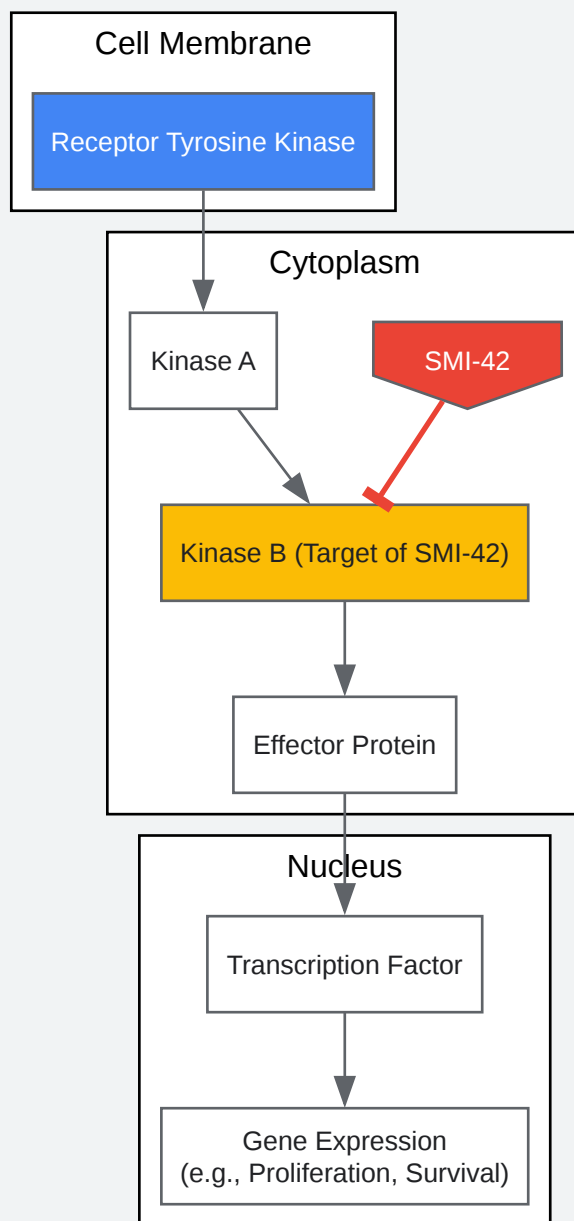 Cell Membrane
Receptor Tyrosine Kinase
Cytoplasm
Kinase A
SMI-42
Kinase B (Target of SMI-42)
Effector Protein
Nucleus
Transcription Factor
Gene Expression
(e.g., Proliferation, Survival)